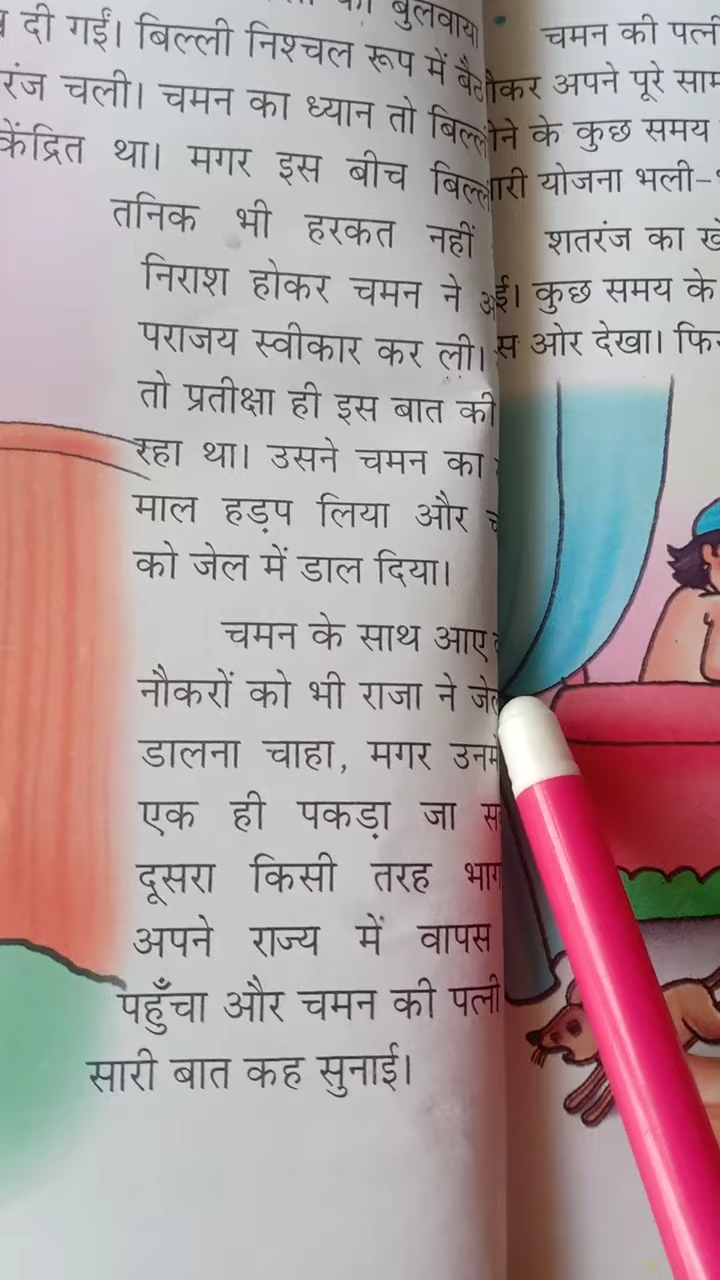 बुलवाया
दी गईं। बिल्ली निश्चल रूप में
चली। चमन का ध्यान तो
केंद्रित था। मगर इस बीच
तनिक भी हरकत नहीं
निराश होकर चमन ने
पराजय स्वीकार कर ली।
तो प्रतीक्षा ही इस बात की
रहा था। उसने चमन का
माल हड़प लिया और
को जेल में डाल दिया।
चमन के साथ आए
नौकरों को भी राजा ने
डालना चाहा, मगर
एक ही पकड़ा जा
दूसरा किसी तरह
अपने राज्य में वापस
पहुँचा और चमन की पत्नी
सारी बात कह सुनाई।
चमन की पत्नी
अपने पूरे
के कुछ समय
योजना भली-
शतरंज का
कुछ समय के
ओर देखा।